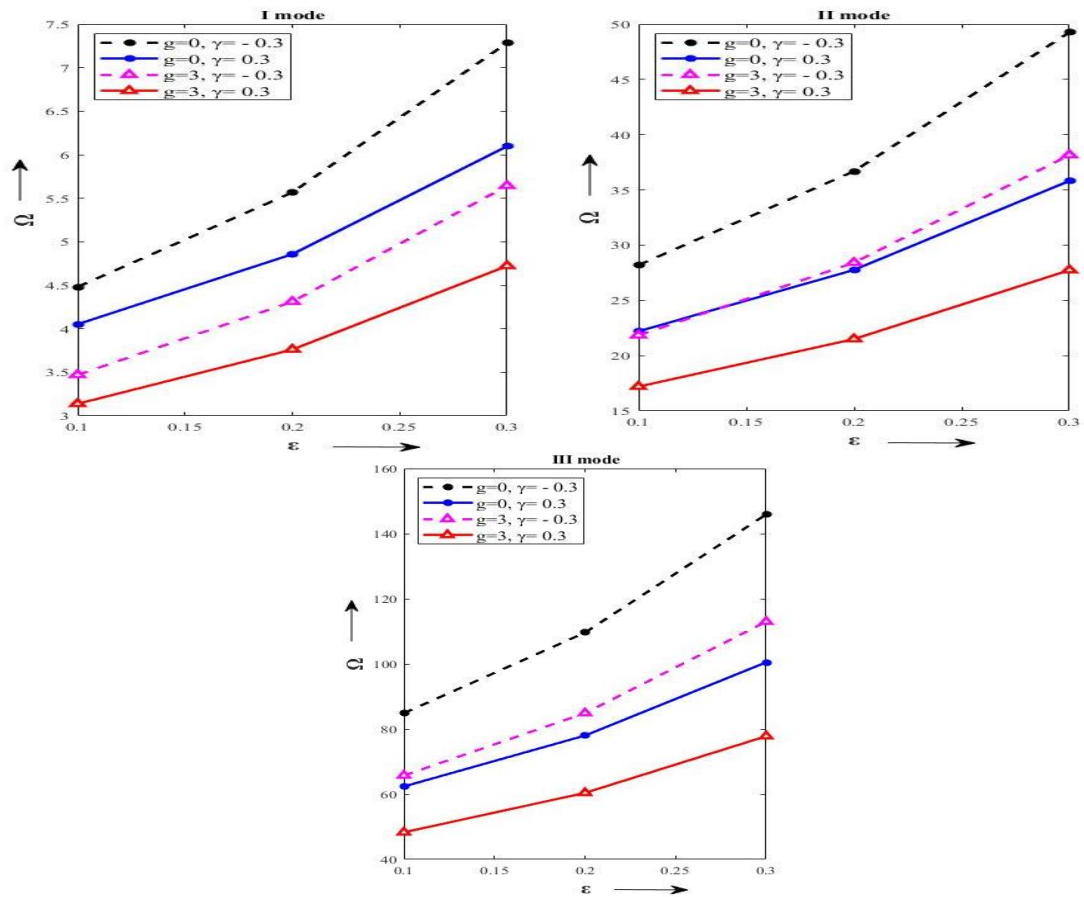 I mode
g=0, γ= - 0.3
g=0, γ= 0.3
g=3, γ= - 0.3
g=3, γ= 0.3
7.5
7
6.5
6
5.5
5
4.5
4
3.5
3
Ω
0.1
0.15
0.2
0.25
0.3
ε
II mode
g=0, γ= - 0.3
g=0, γ= 0.3
g=3, γ= - 0.3
g=3, γ= 0.3
50
45
40
35
30
25
20
15
Ω
0.1
0.15
0.2
0.25
0.3
ε
III mode
g=0, γ= - 0.3
g=0, γ= 0.3
g=3, γ= - 0.3
g=3, γ= 0.3
160
140
120
100
80
60
40
Ω
0.1
0.15
0.2
0.25
0.3
ε